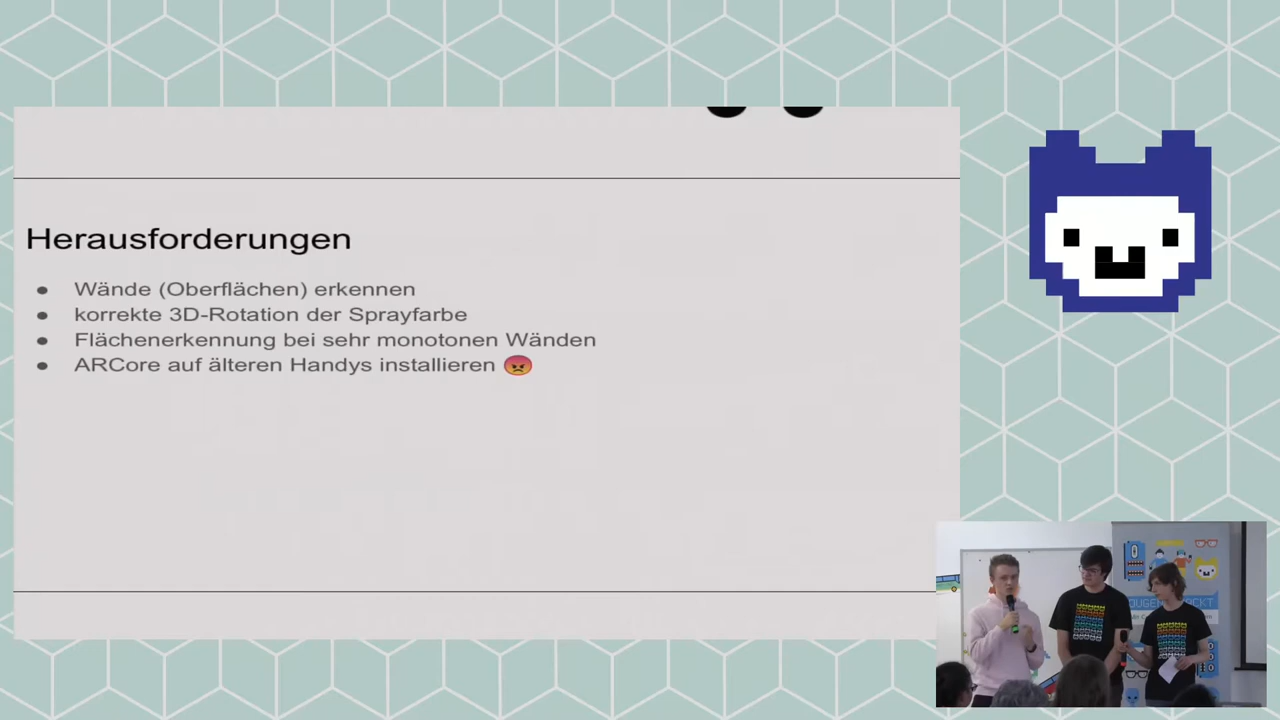 Herausforderungen
● Wände (Oberflächen) erkennen
● korrekte 3D-Rotation der Sprayfarbe
● Flächenerkennung bei sehr monotonen Wänden
● ARCore auf älteren Handys installieren 😡